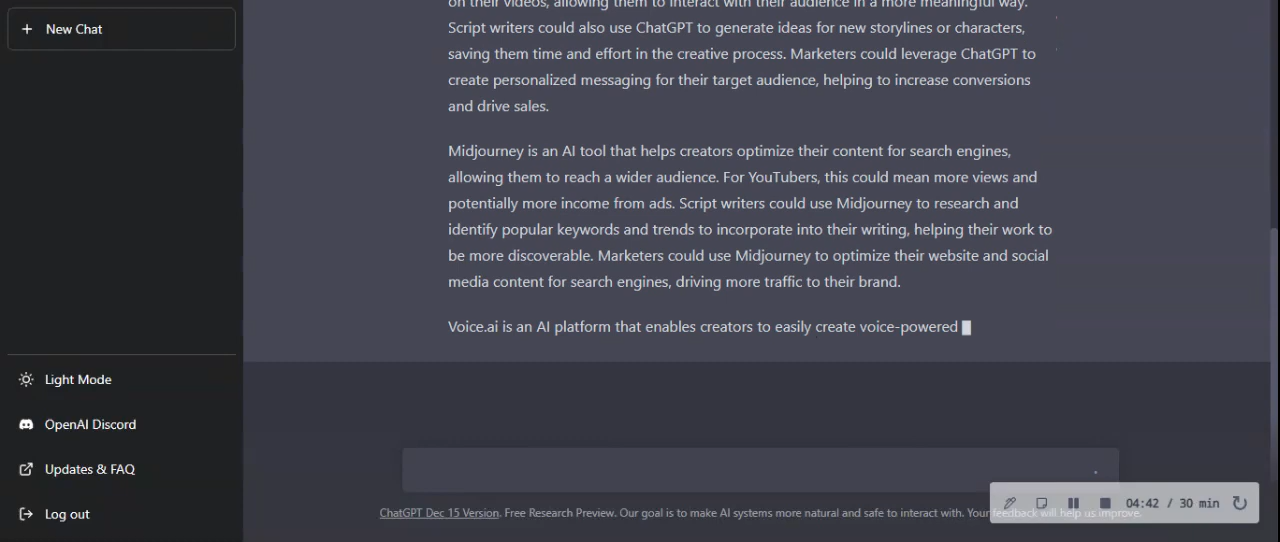 New Chat
on their videos, allowing them to interact with their audience in a more meaningful way.
Script writers could also use ChatGPT to generate ideas for new storylines or characters,
saving them time and effort in the creative process. Marketers could leverage ChatGPT to
create personalized messaging for their target audience, helping to increase conversions
and drive sales.
Midjourney is an AI tool that helps creators optimize their content for search engines,
allowing them to reach a wider audience. For YouTubers, this could mean more views and
potentially more income from ads. Script writers could use Midjourney to research and
identify popular keywords and trends to incorporate into their writing, helping their work to
be more discoverable. Marketers could use Midjourney to optimize their website and social
media content for search engines, driving more traffic to their brand.
Voice.ai is an AI platform that enables creators to easily create voice-powered
Light Mode
OpenAI Discord
Updates & FAQ
Log out
ChatGPT Dec 15 Version. Free Research Preview. Our goal is to make AI systems more natural and safe to interact with. Your feedback will help us improve.
04:42 / 30 min